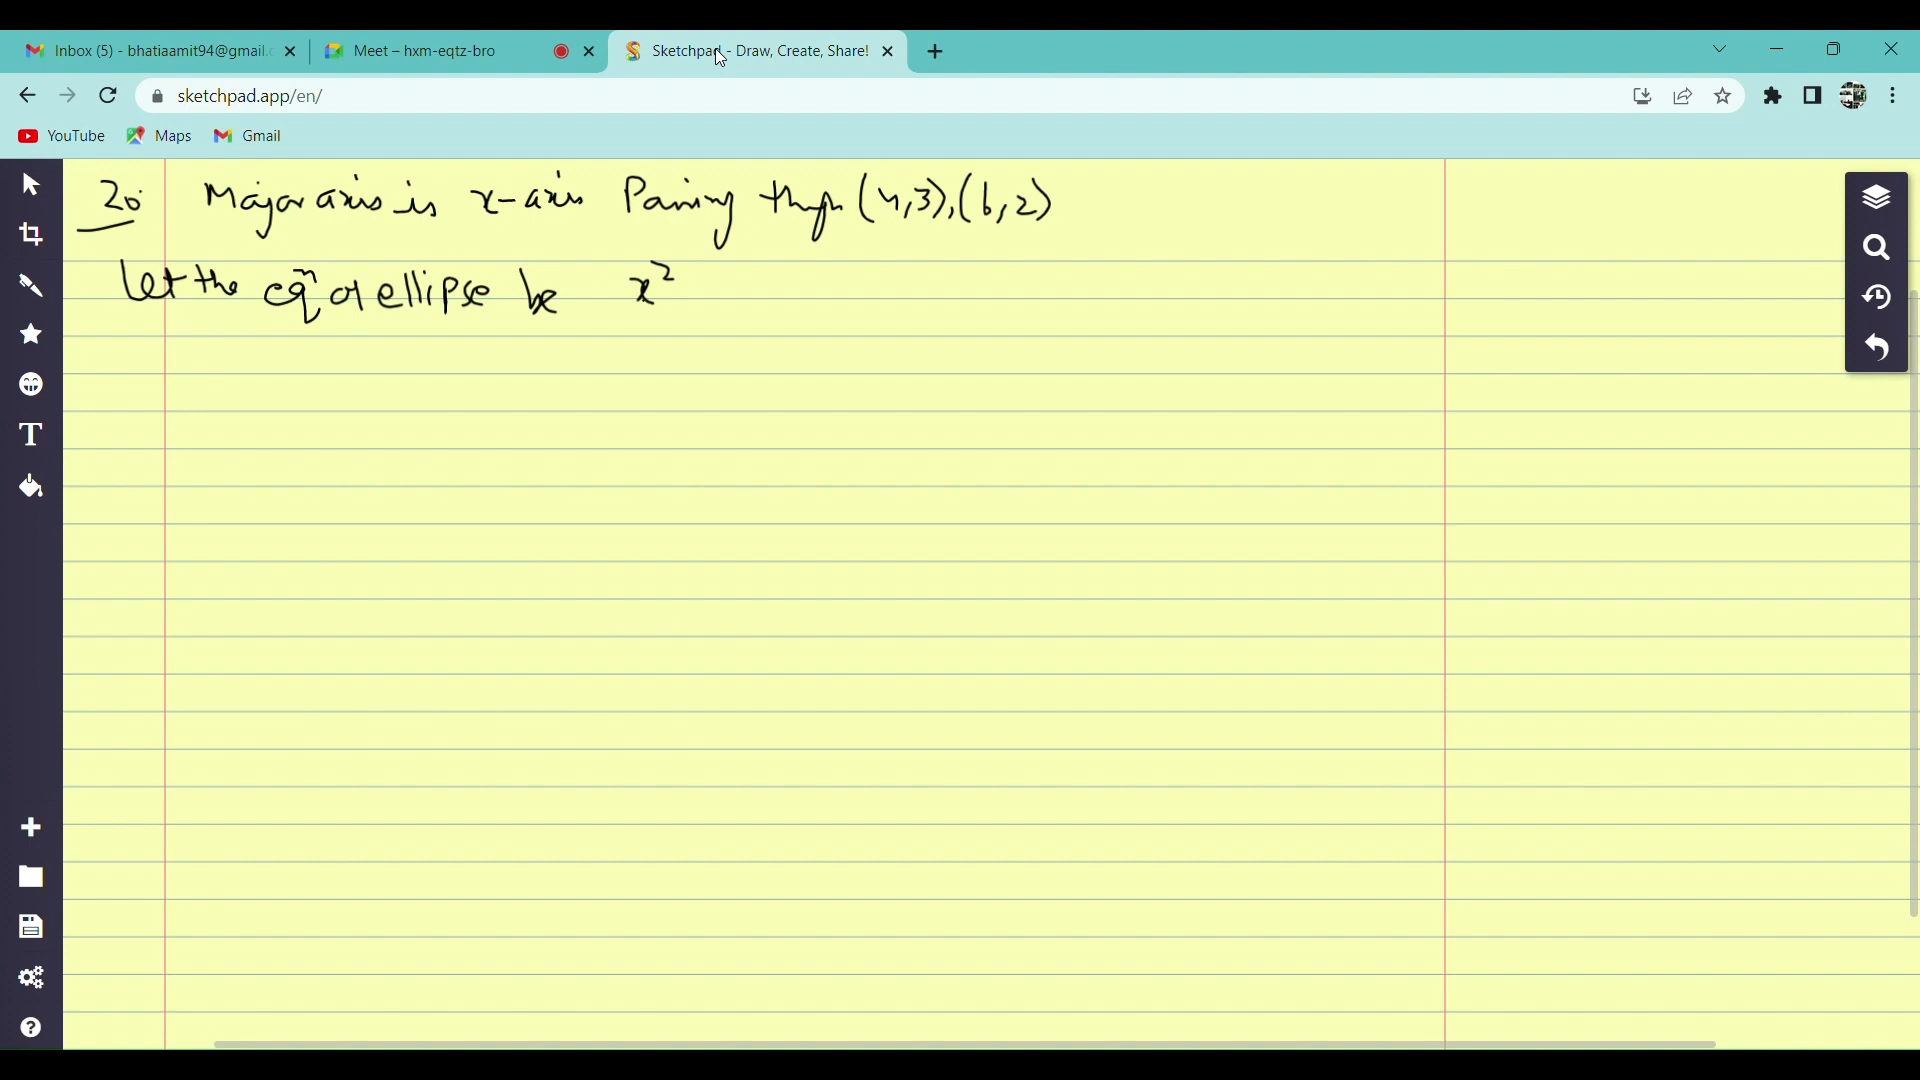 Inbox (5) - bhatiaamit94@gmail.c
Meet – hxm-eqtz-bro
Sketchpad - Draw, Create, Share!
sketchpad.app/en/
YouTube
Maps
Gmail
20 Major axis is x-axis Passing through (4,3), (6,2)
Let the eqⁿ of ellipse be x²